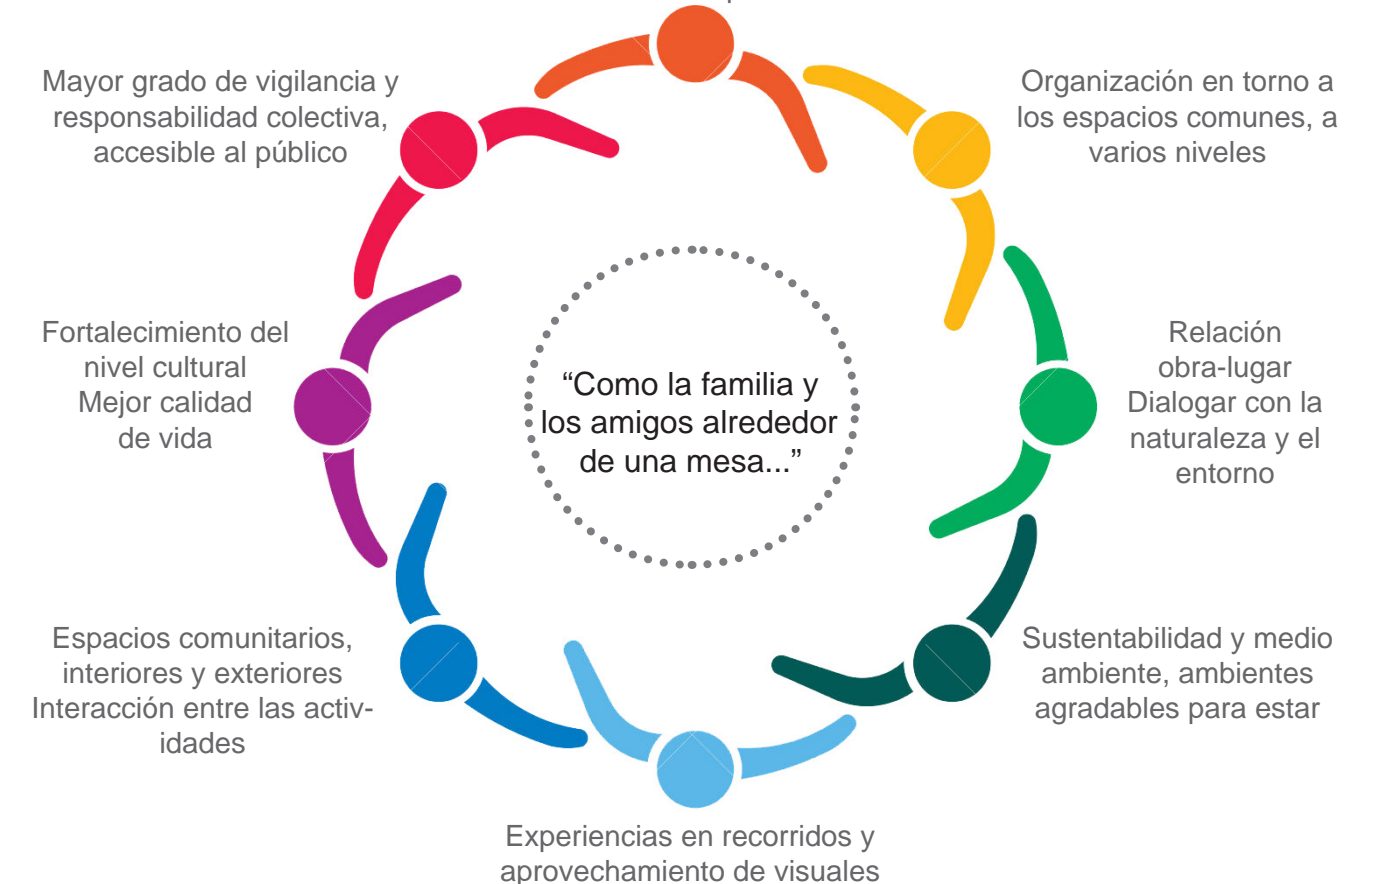 Mayor grado de vigilancia y
responsabilidad colectiva,
accesible al público
Organización en torno a
los espacios comunes, a
varios niveles
Fortalecimiento del
nivel cultural
Mejor calidad
de vida
“Como la familia y
los amigos alrededor
de una mesa...”
Relación
obra-lugar
Dialogar con la
naturaleza y el
entorno
Espacios comunitarios,
interiores y exteriores
Interacción entre las activ-
idades
Sustentabilidad y medio
ambiente, ambientes
agradables para estar
Experiencias en recorridos y
aprovechamiento de visuales